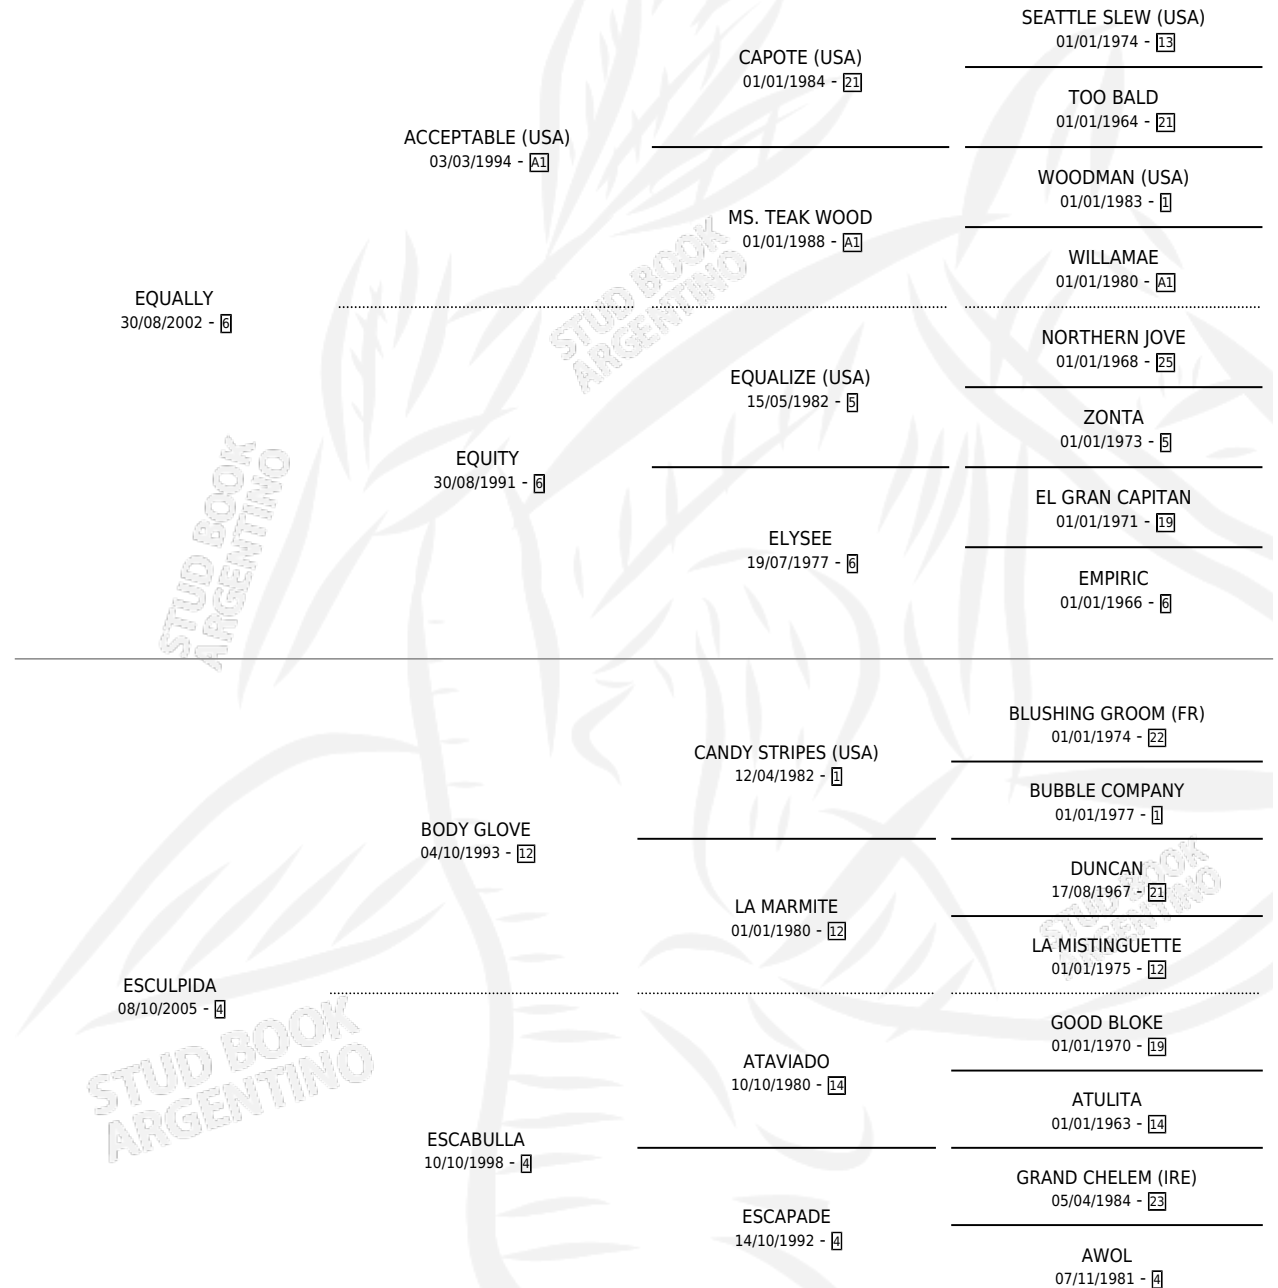 SEATTLE SLEW (USA)
01/01/1974 - 13
CAPOTE (USA)
01/01/1984 - 21
TOO BALD
01/01/1964 - 21
ACCEPTABLE (USA)
03/03/1994 - A1
WOODMAN (USA)
01/01/1983 - 1
MS. TEAK WOOD
01/01/1988 - A1
WILLAMAE
01/01/1980 - A1
EQUALLY
30/08/2002 - 6
NORTHERN JOVE
01/01/1968 - 25
EQUALIZE (USA)
15/05/1982 - 5
ZONTA
01/01/1973 - 5
EQUITY
30/08/1991 - 6
EL GRAN CAPITAN
01/01/1971 - 19
ELYSEE
19/07/1977 - 6
EMPIRIC
01/01/1966 - 6
STUD BOOK
ARGENTINO
STUD BOOK
ARGENTINO
BLUSHING GROOM (FR)
01/01/1974 - 22
CANDY STRIPES (USA)
12/04/1982 - 1
BUBBLE COMPANY
01/01/1977 - 1
BODY GLOVE
04/10/1993 - 12
DUNCAN
17/08/1967 - 21
LA MARMITE
01/01/1980 - 12
LA MISTINGUETTE
01/01/1975 - 12
ESCULPIDA
08/10/2005 - 4
GOOD BLOKE
01/01/1970 - 19
ATAVIADO
10/10/1980 - 14
ATULITA
01/01/1963 - 14
ESCABULLA
10/10/1998 - 4
GRAND CHELEM (IRE)
05/04/1984 - 23
ESCAPADE
14/10/1992 - 4
AWOL
07/11/1981 - 4
STUD BOOK
ARGENTINO
STUD BOOK
ARGENTINO